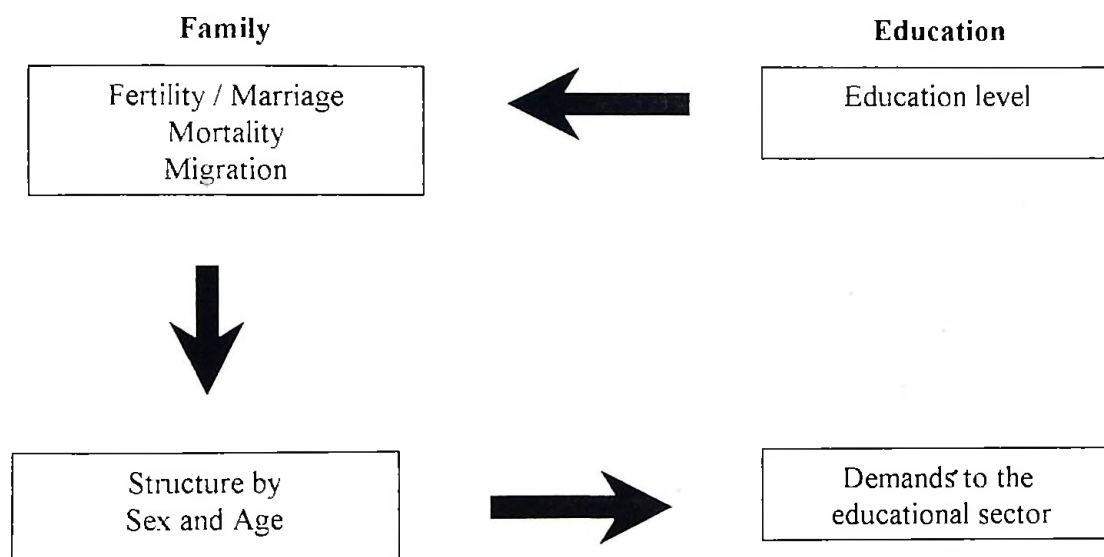 Family
Education
Fertility / Marriage
Mortality
Migration
Education level
Structure by
Sex and Age
Demands to the
educational sector